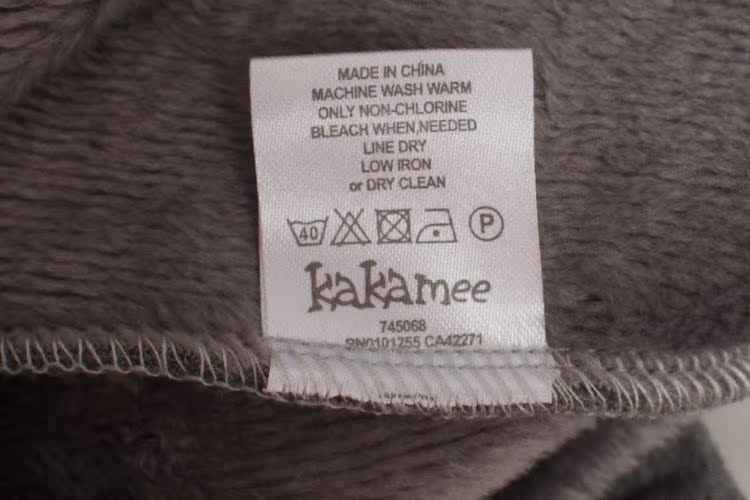 MADE IN CHINA
MACHINE WASH WARM
ONLY NON-CHLORINE
BLEACH WHEN,NEEDED
LINE DRY
LOW IRON
or DRY CLEAN
40 P
kakamee
745068
RN0101255 CA42271